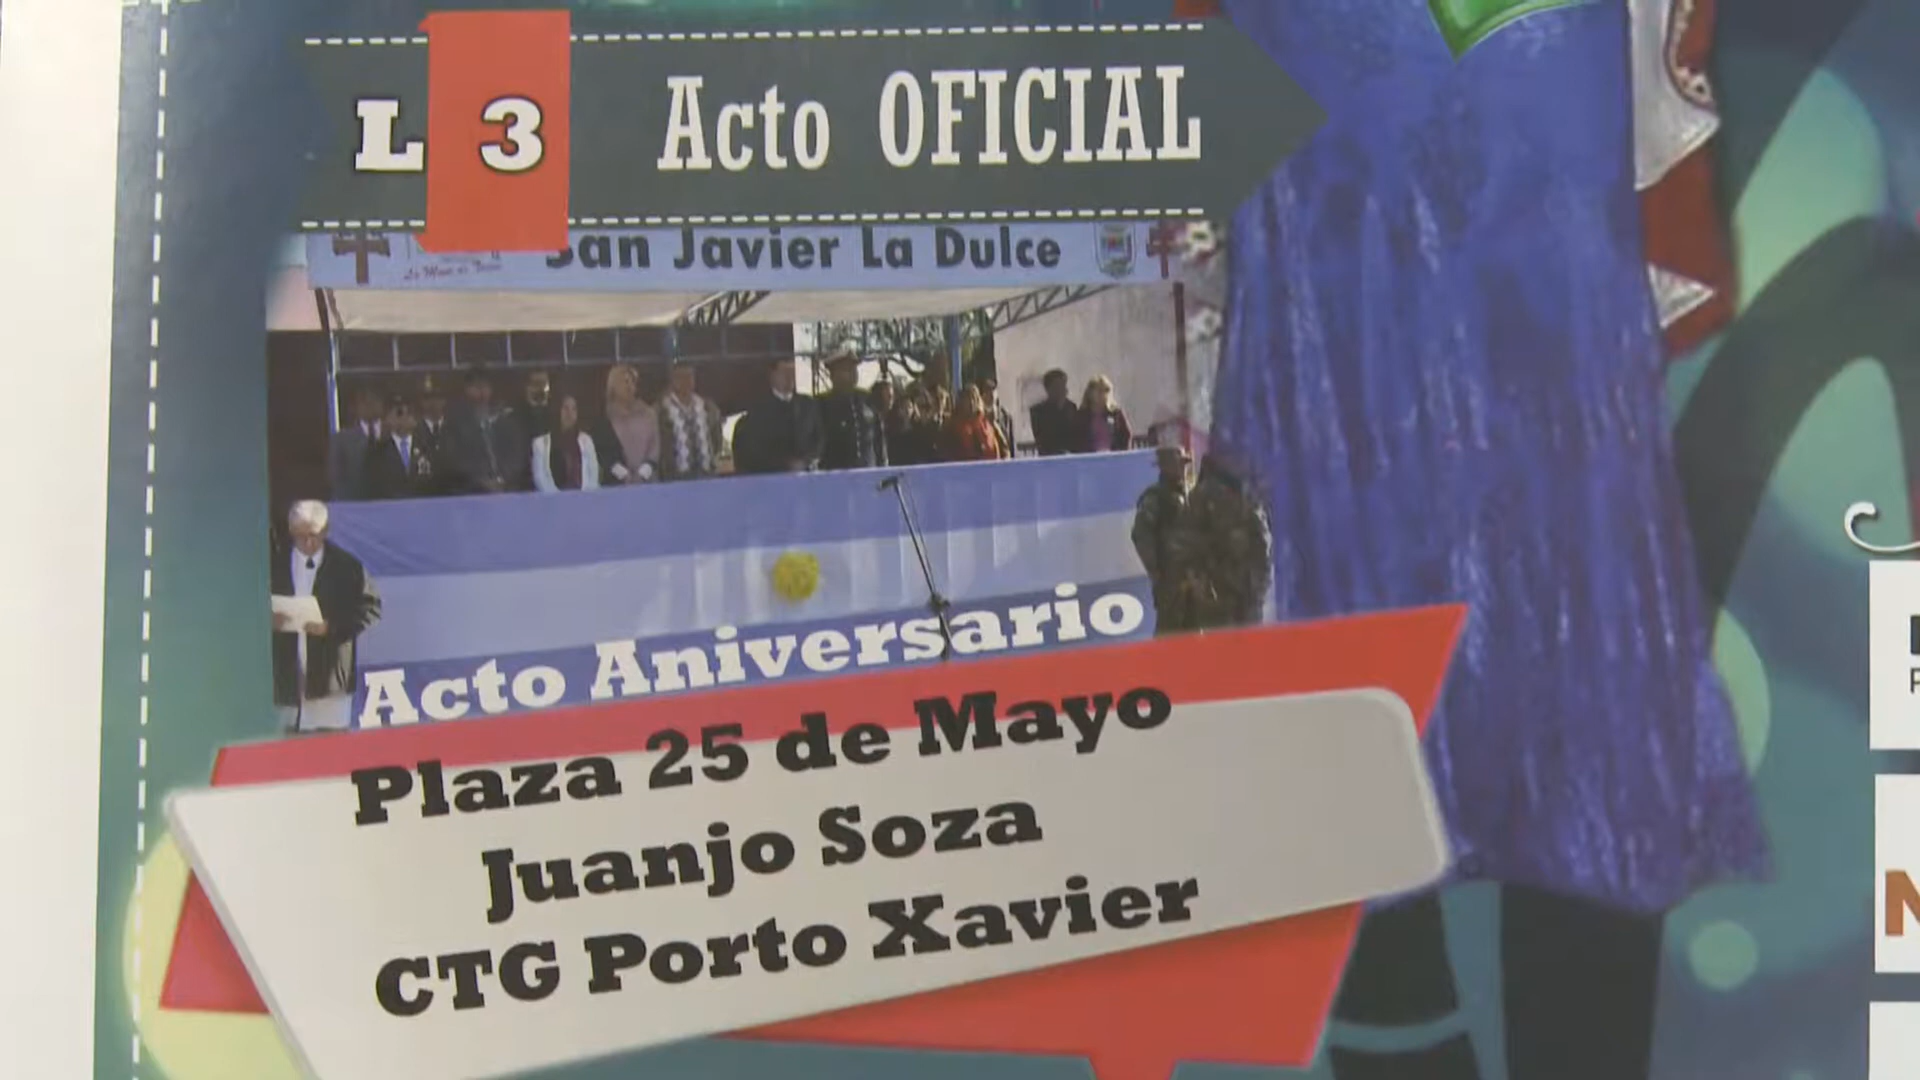 L 3 Acto OFICIAL
San Javier La Dulce
Acto Aniversario
Plaza 25 de Mayo
Juanjo Soza
CTG Porto Xavier